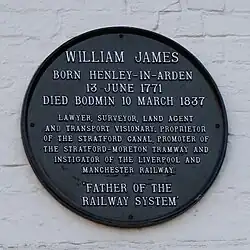 WILLIAM JAMES
BORN HENLEY-IN-ARDEN
13 JUNE 1771
DIED BODMIN 10 MARCH 1837
LAWYER, SURVEYOR, LAND AGENT
AND TRANSPORT VISIONARY, PROPRIETOR
OF THE STRATFORD CANAL, PROMOTER OF
THE STRATFORD-MORETON TRAMWAY AND
INSTIGATOR OF THE LIVERPOOL AND
MANCHESTER RAILWAY.
'FATHER OF THE
RAILWAY SYSTEM'